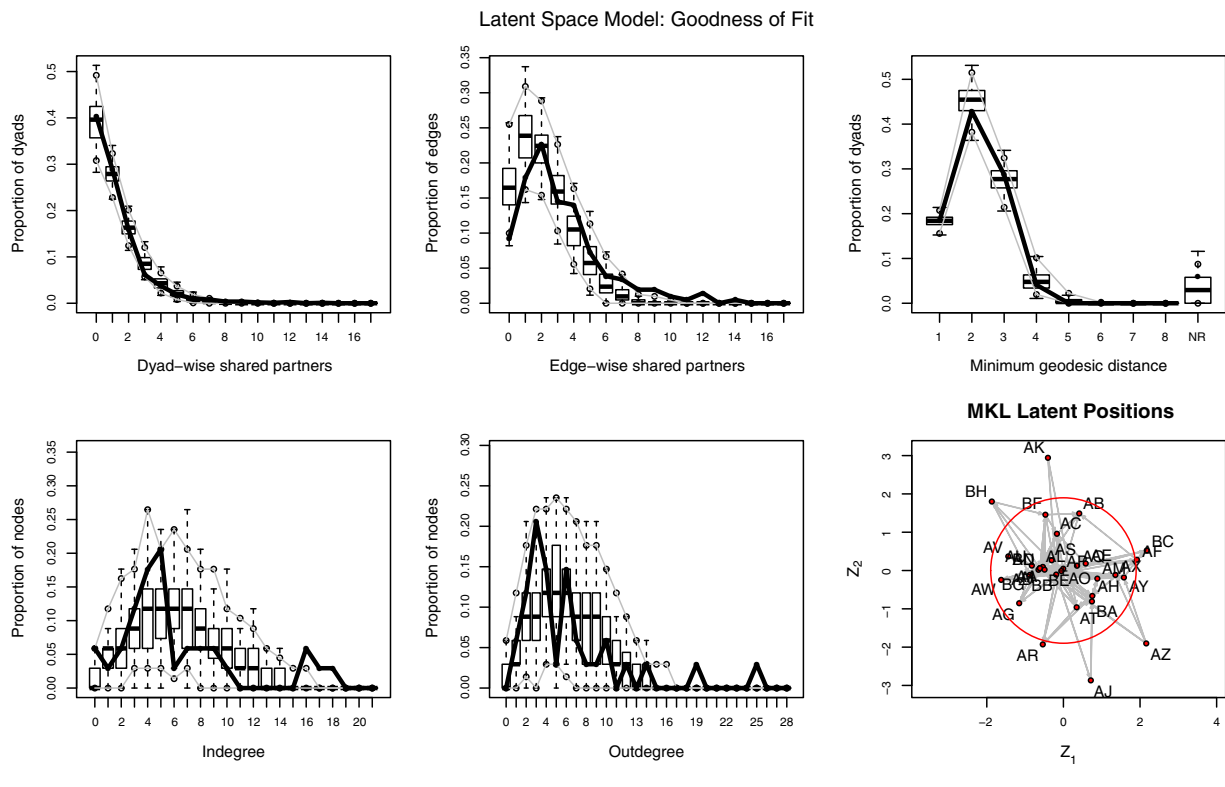 Latent Space Model: Goodness of Fit
Proportion of dyads
0.0 0.1 0.2 0.3 0.4 0.5
0 2 4 6 8 10 12 14 16
Dyad−wise shared partners
Proportion of edges
0.00 0.05 0.10 0.15 0.20 0.25 0.30 0.35
0 2 4 6 8 10 12 14 16
Edge−wise shared partners
Proportion of dyads
0.0 0.1 0.2 0.3 0.4 0.5
1 2 3 4 5 6 7 8 NR
Minimum geodesic distance
Proportion of nodes
0.00 0.05 0.10 0.15 0.20 0.25 0.30 0.35
0 2 4 6 8 10 12 14 16 18 20
Indegree
Proportion of nodes
0.00 0.05 0.10 0.15 0.20 0.25 0.30
0 2 4 6 8 10 13 16 19 22 25 28
Outdegree
MKL Latent Positions
Z2
−3 −2 −1 0 1 2 3
AK
BH
BF
AB
AC
BC
AV
AS
AF
AL
AX
AW
AO
AH
AY
AG
BA
AR
AZ
AJ
−2 0 2 4
Z1